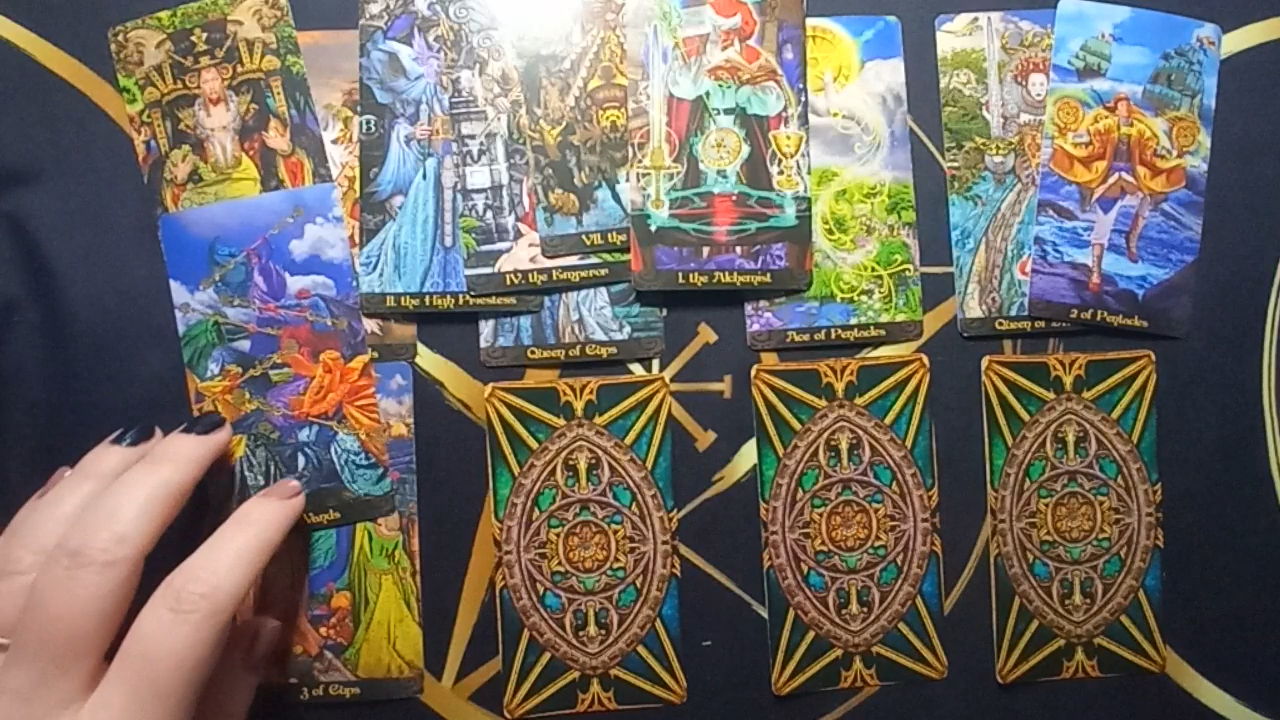 II. the High Priestess
IV. the Emperor
VII. the
I. the Alchemist
Queen of Cups
Ace of Pentacles
Queen of
2 of Pentacles
Wands
3 of Cups